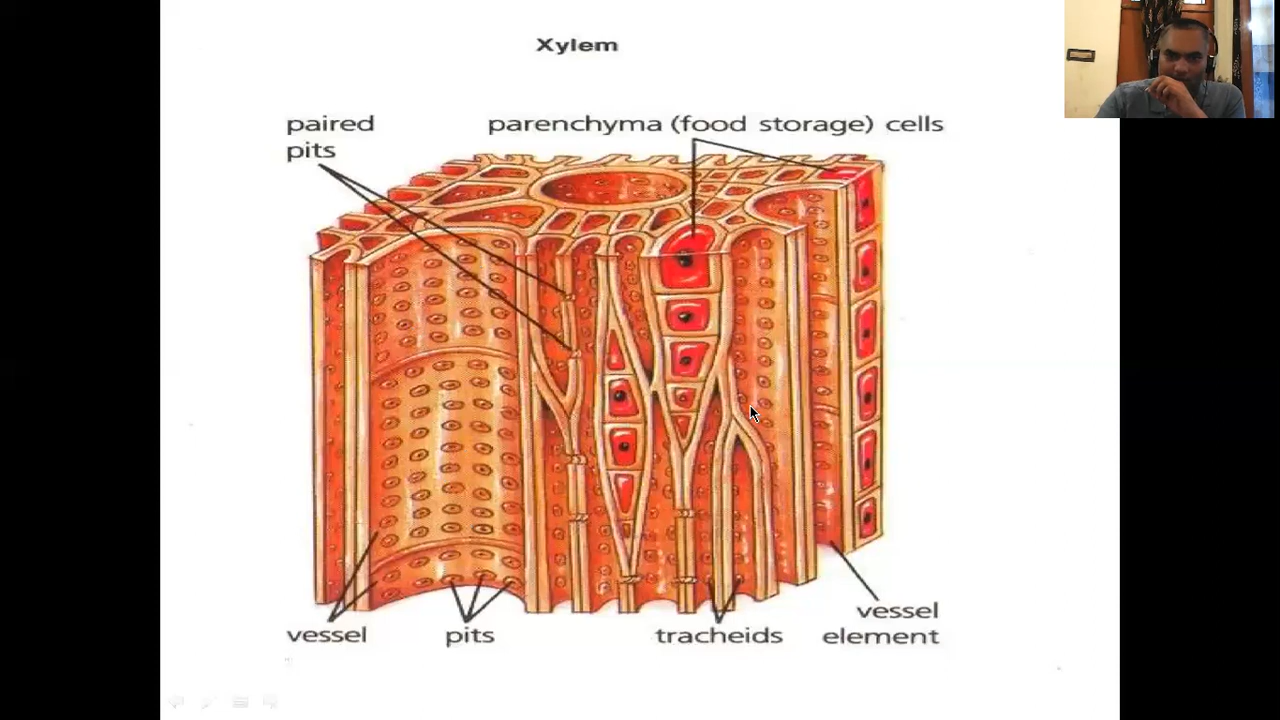 Xylem
paired
pits
parenchyma (food storage) cells
vessel
pits
tracheids
vessel
element